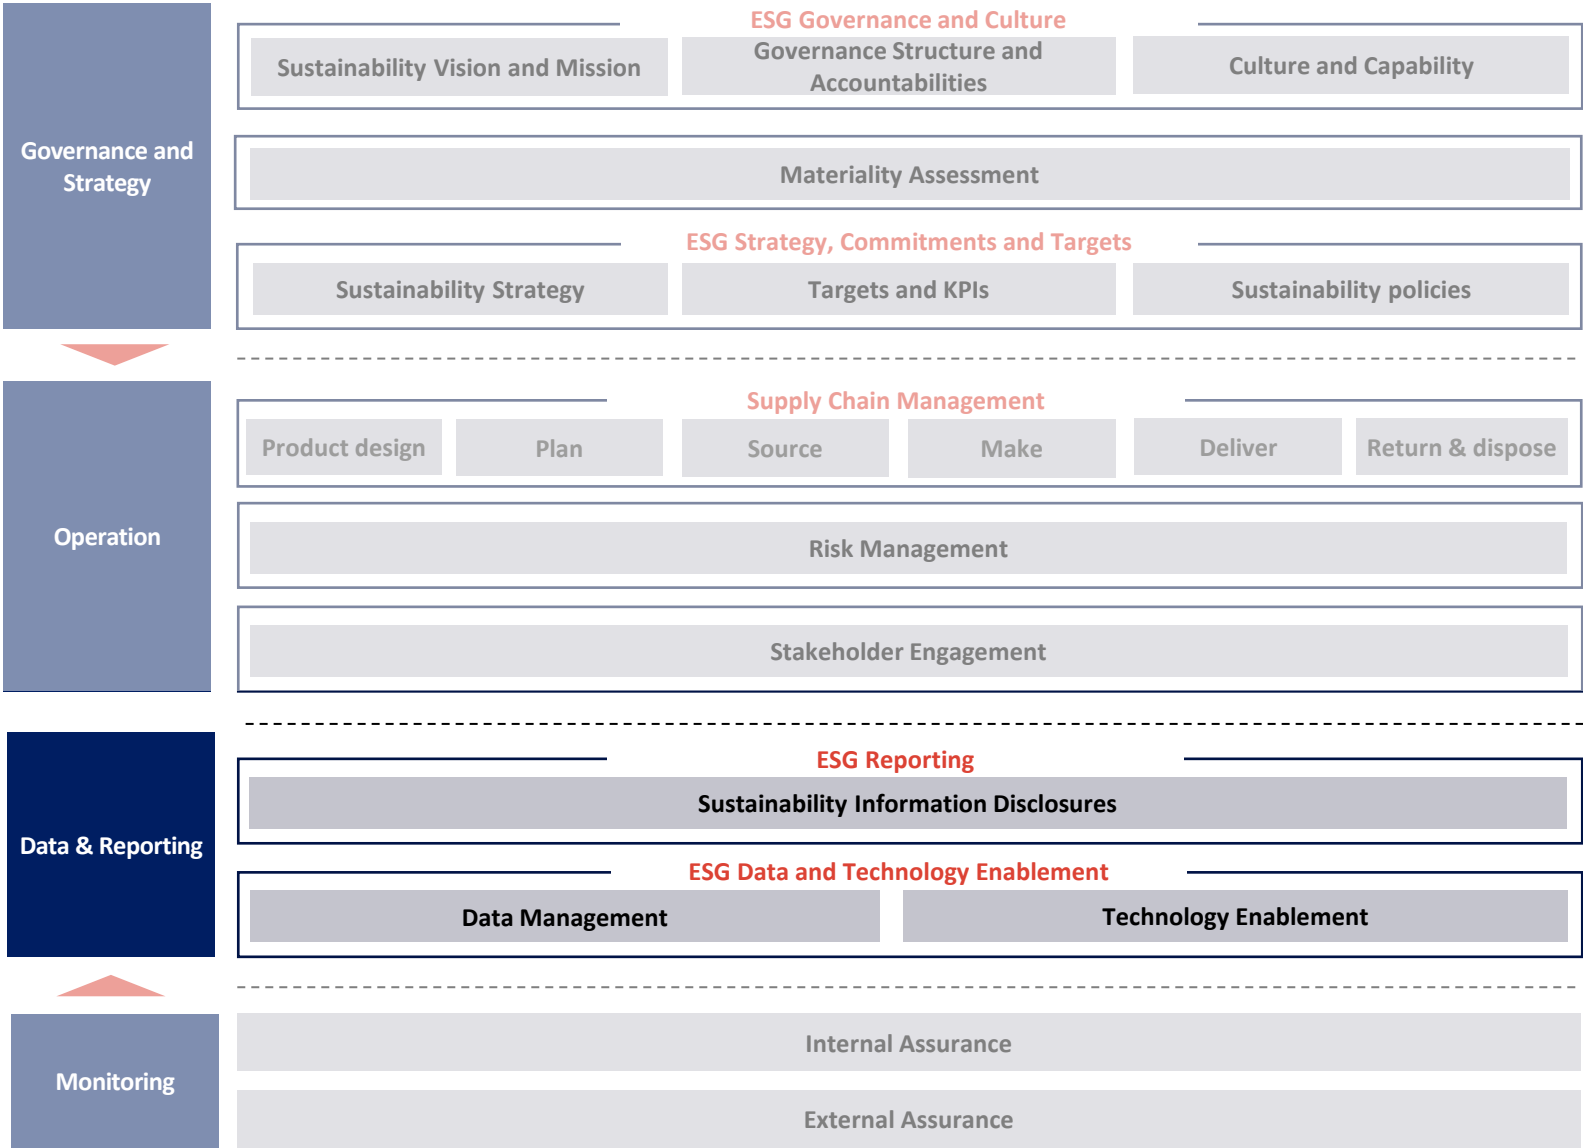 Governance and
Strategy
ESG Governance and Culture
Sustainability Vision and Mission
Governance Structure and
Accountabilities
Culture and Capability
Materiality Assessment
ESG Strategy, Commitments and Targets
Sustainability Strategy
Targets and KPIs
Sustainability policies
Operation
Supply Chain Management
Product design
Plan
Source
Make
Deliver
Return & dispose
Risk Management
Stakeholder Engagement
Data & Reporting
ESG Reporting
Sustainability Information Disclosures
ESG Data and Technology Enablement
Data Management
Technology Enablement
Monitoring
Internal Assurance
External Assurance